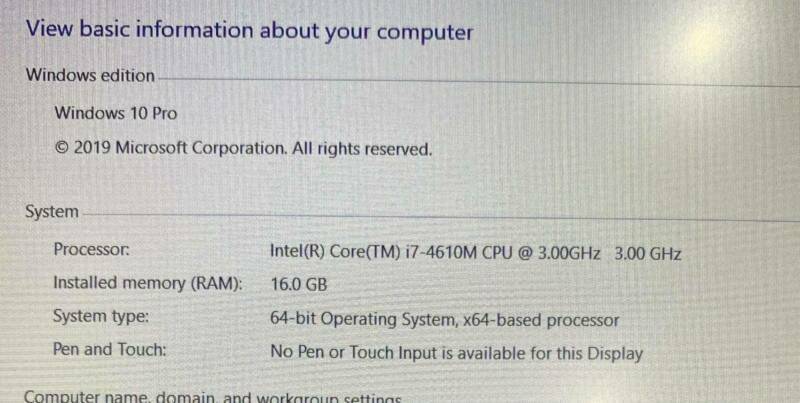 View basic information about your computer
Windows edition
Windows 10 Pro
© 2019 Microsoft Corporation. All rights reserved.
System
Processor: Intel(R) Core(TM) i7-4610M CPU @ 3.00GHz 3.00 GHz
Installed memory (RAM): 16.0 GB
System type: 64-bit Operating System, x64-based processor
Pen and Touch: No Pen or Touch Input is available for this Display
Computer name, domain, and workgroup settings